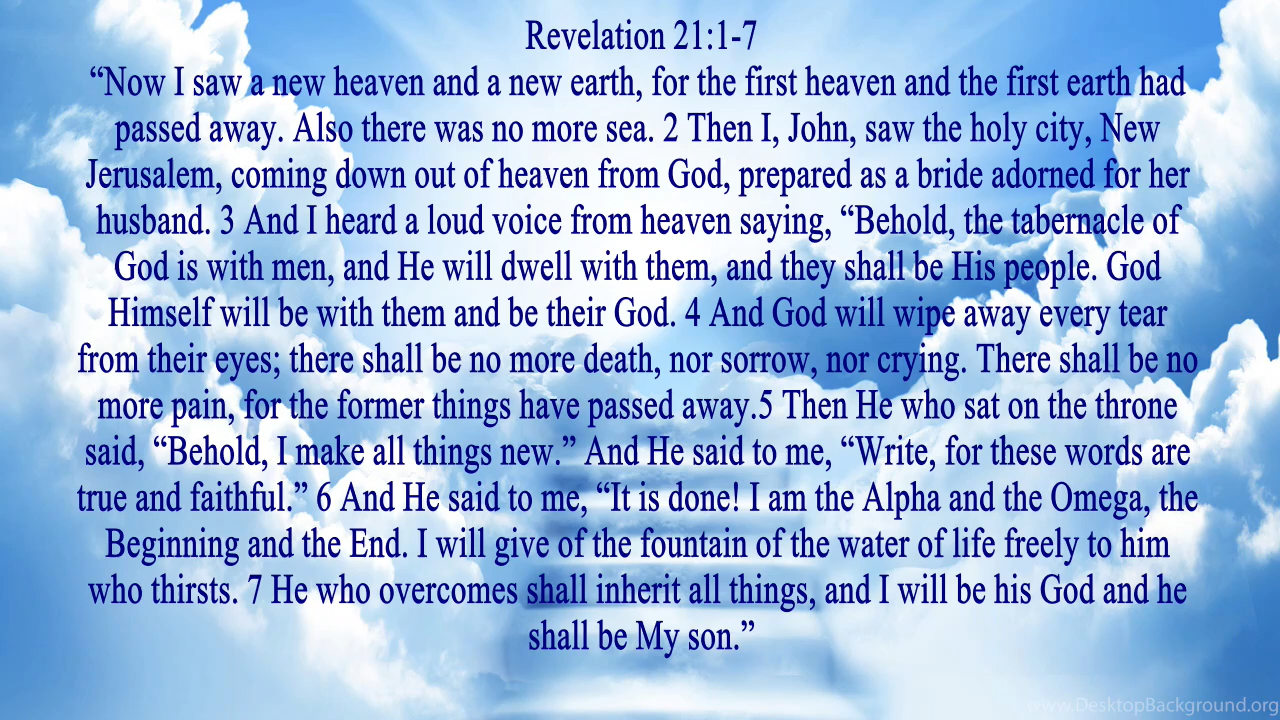 Revelation 21:1-7
“Now I saw a new heaven and a new earth, for the first heaven and the first earth had
passed away. Also there was no more sea. 2 Then I, John, saw the holy city, New
Jerusalem, coming down out of heaven from God, prepared as a bride adorned for her
husband. 3 And I heard a loud voice from heaven saying, “Behold, the tabernacle of
God is with men, and He will dwell with them, and they shall be His people. God
Himself will be with them and be their God. 4 And God will wipe away every tear
from their eyes; there shall be no more death, nor sorrow, nor crying. There shall be no
more pain, for the former things have passed away.5 Then He who sat on the throne
said, “Behold, I make all things new.” And He said to me, “Write, for these words are
true and faithful.” 6 And He said to me, “It is done! I am the Alpha and the Omega, the
Beginning and the End. I will give of the fountain of the water of life freely to him
who thirsts. 7 He who overcomes shall inherit all things, and I will be his God and he
shall be My son.”
www.DesktopBackground.org